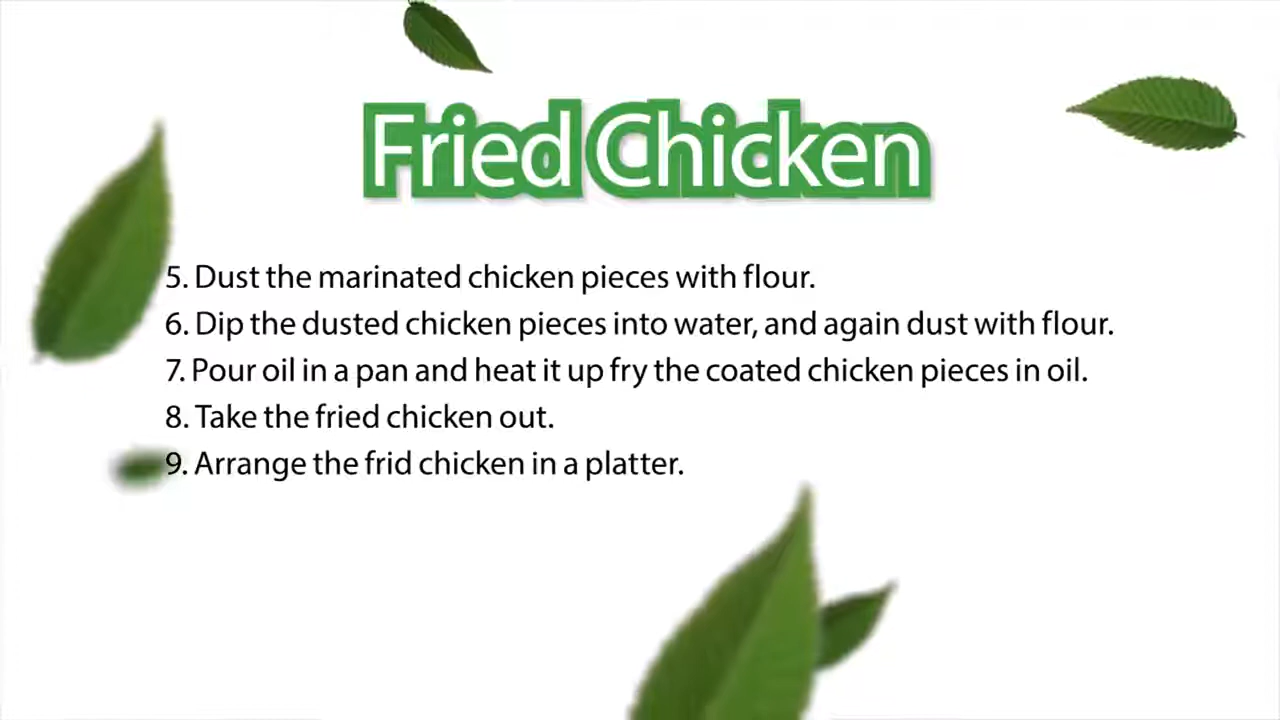 Fried Chicken
5. Dust the marinated chicken pieces with flour.
6. Dip the dusted chicken pieces into water, and again dust with flour.
7. Pour oil in a pan and heat it up fry the coated chicken pieces in oil.
8. Take the fried chicken out.
9. Arrange the frid chicken in a platter.